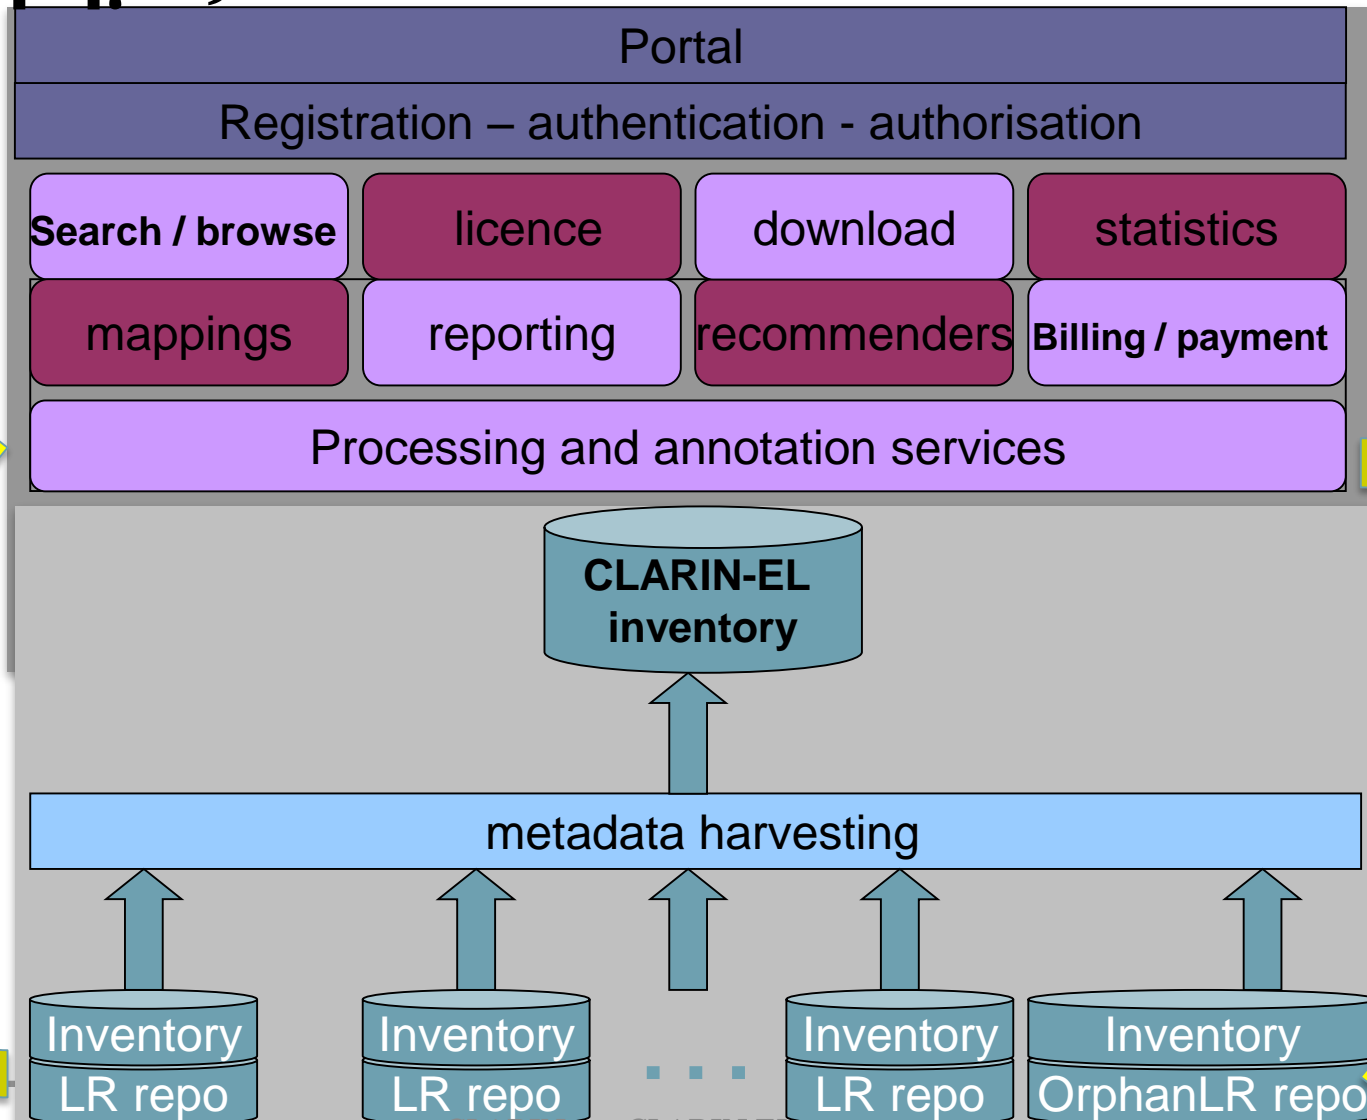 Portal
Registration – authentication - authorisation
Search / browse licence download statistics
mappings reporting recommenders Billing / payment
Processing and annotation services
CLARIN-EL
inventory
metadata harvesting
Inventory Inventory Inventory Inventory
LR repo LR repo ... LR repo OrphanLR repo